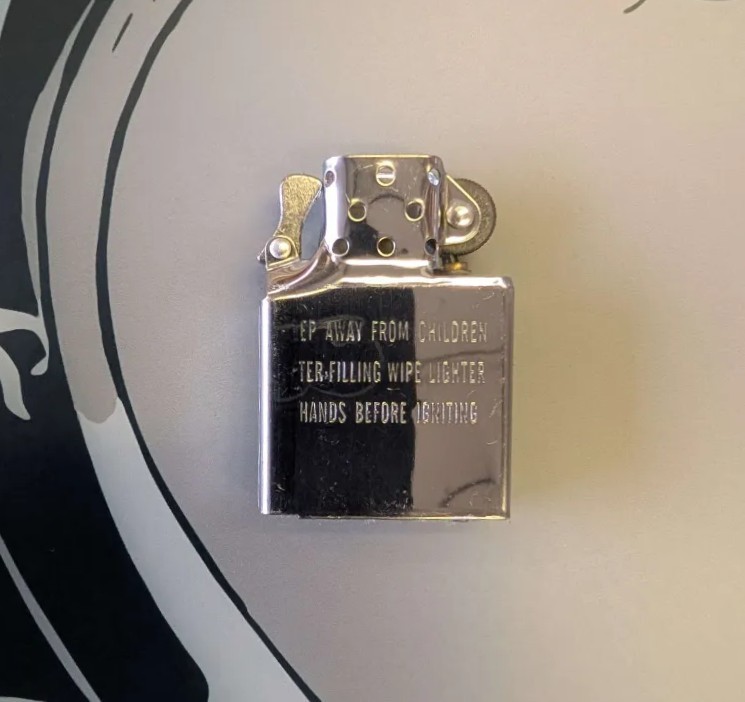 EP AWAY FROM CHILDREN
TER FILLING WIPE LIGHTER
HANDS BEFORE IGNITING